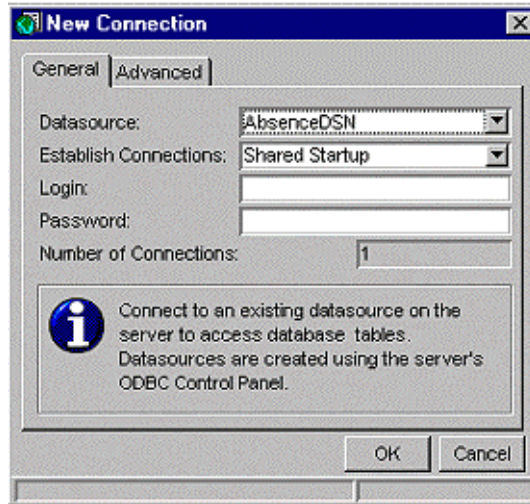 New Connection
General Advanced
Datasource: AbsenceDSN
Establish Connections: Shared Startup
Login:
Password:
Number of Connections: 1
Connect to an existing datasource on the
server to access database tables.
Datasources are created using the server's
ODBC Control Panel.
OK Cancel